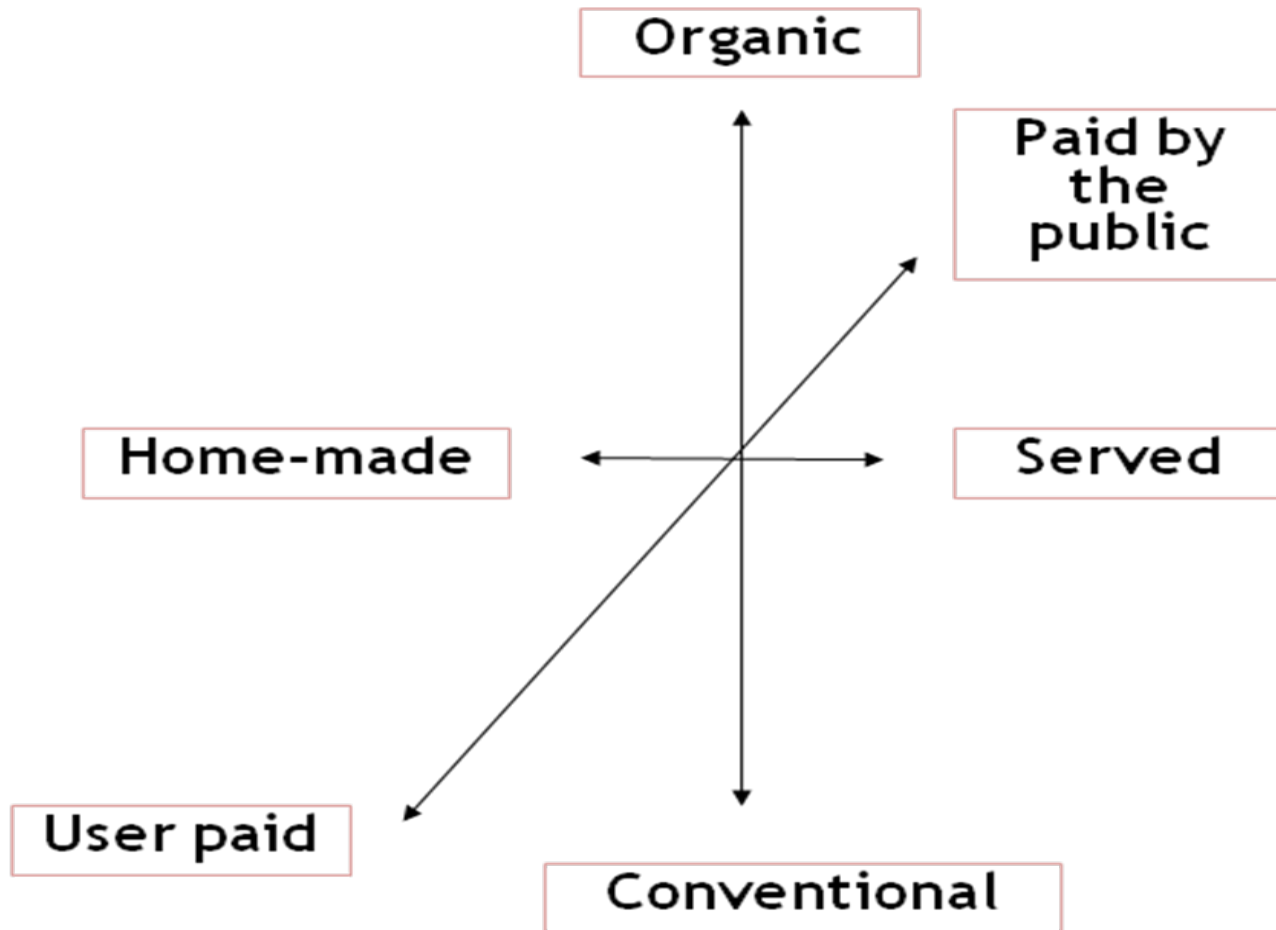 Organic
Paid by
the
public
Home-made
Served
User paid
Conventional